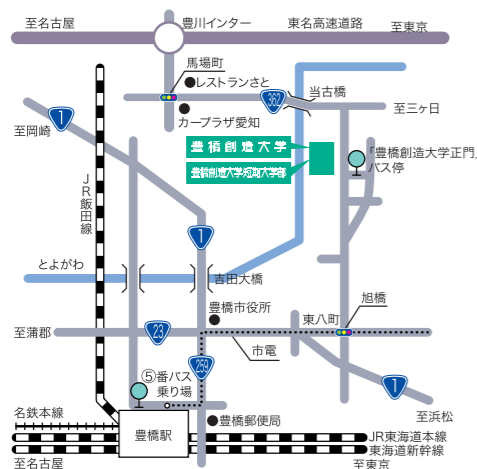 至名古屋
豊川インター
東名高速道路
至東京
馬場町
レストランさと
362
当古橋
至三ヶ日
1
カープラザ愛知
至岡崎
豊橋創造大学
豊橋創造大学短期大学部
「豊橋創造大学正門」
バス停
JR飯田線
1
とよがわ
吉田大橋
豊橋市役所
旭橋
東八町
至蒲郡
23
市電
259
⑤番バス
乗り場
1
名鉄本線
至浜松
豊橋駅
豊橋郵便局
JR東海道本線
東海道新幹線
至名古屋
至東京